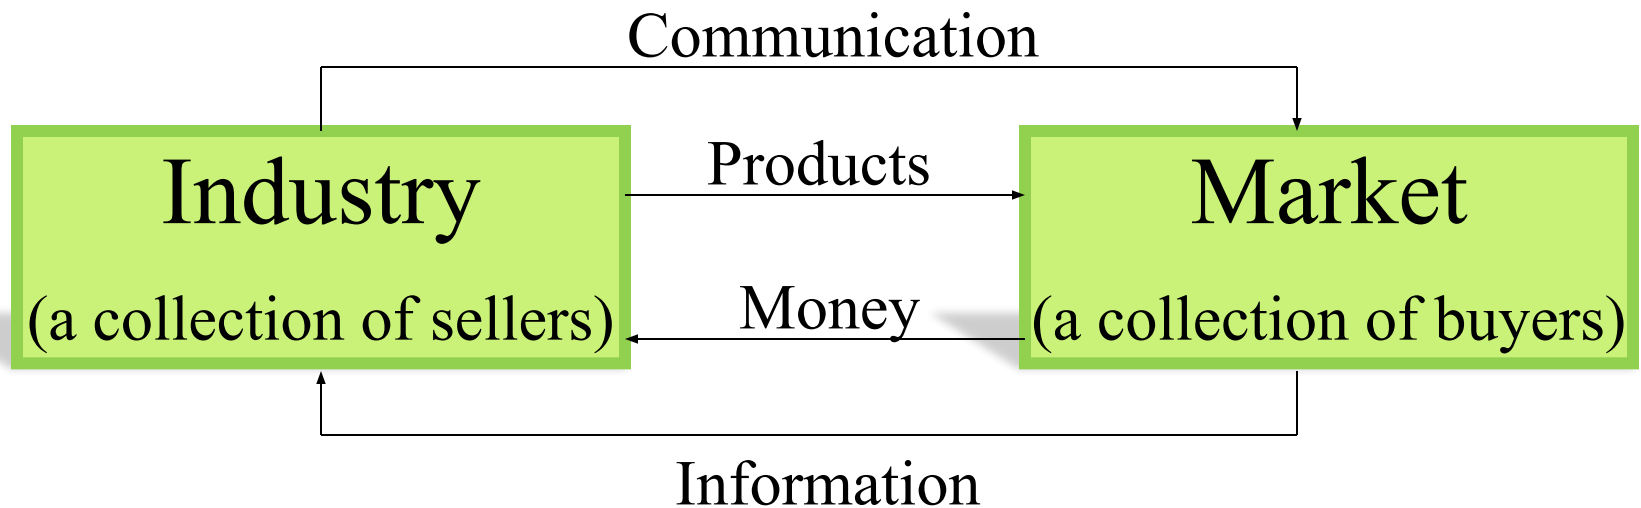 Communication
Industry
(a collection of sellers)
Products
Money
Market
(a collection of buyers)
Information